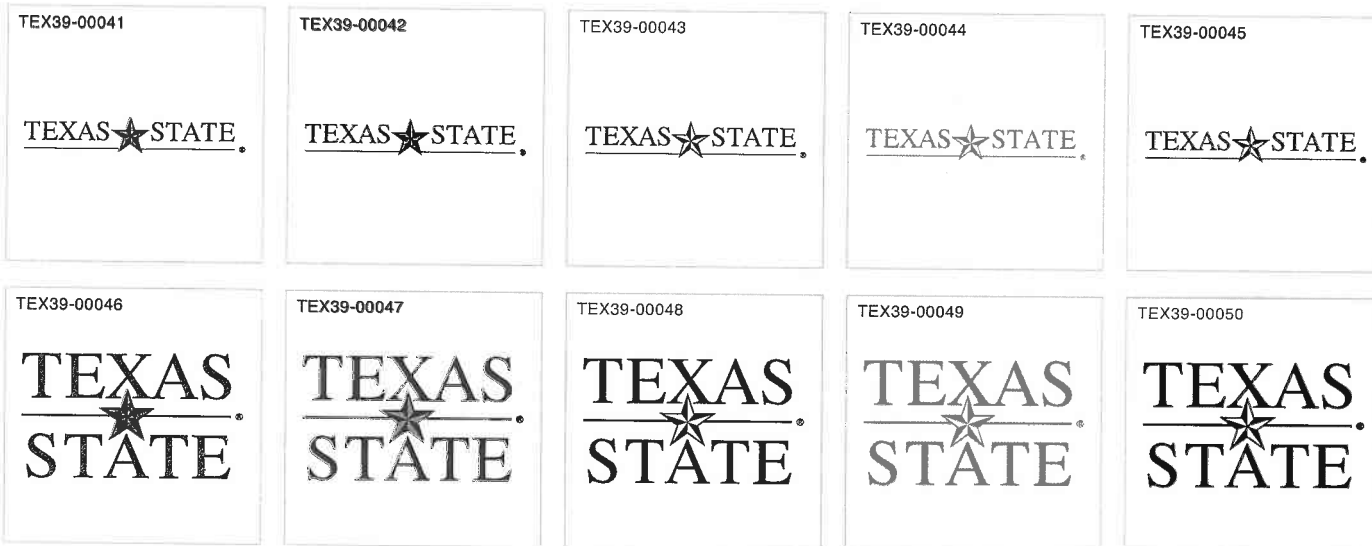 TEX39-00041
TEXAS STATE ®
TEX39-00042
TEXAS STATE ®
TEX39-00043
TEXAS STATE ®
TEX39-00044
TEXAS STATE ®
TEX39-00045
TEXAS STATE ®
TEX39-00046
TEXAS
®
STATE
TEX39-00047
TEXAS
®
STATE
TEX39-00048
TEXAS
®
STATE
TEX39-00049
TEXAS
®
STATE
TEX39-00050
TEXAS
®
STATE